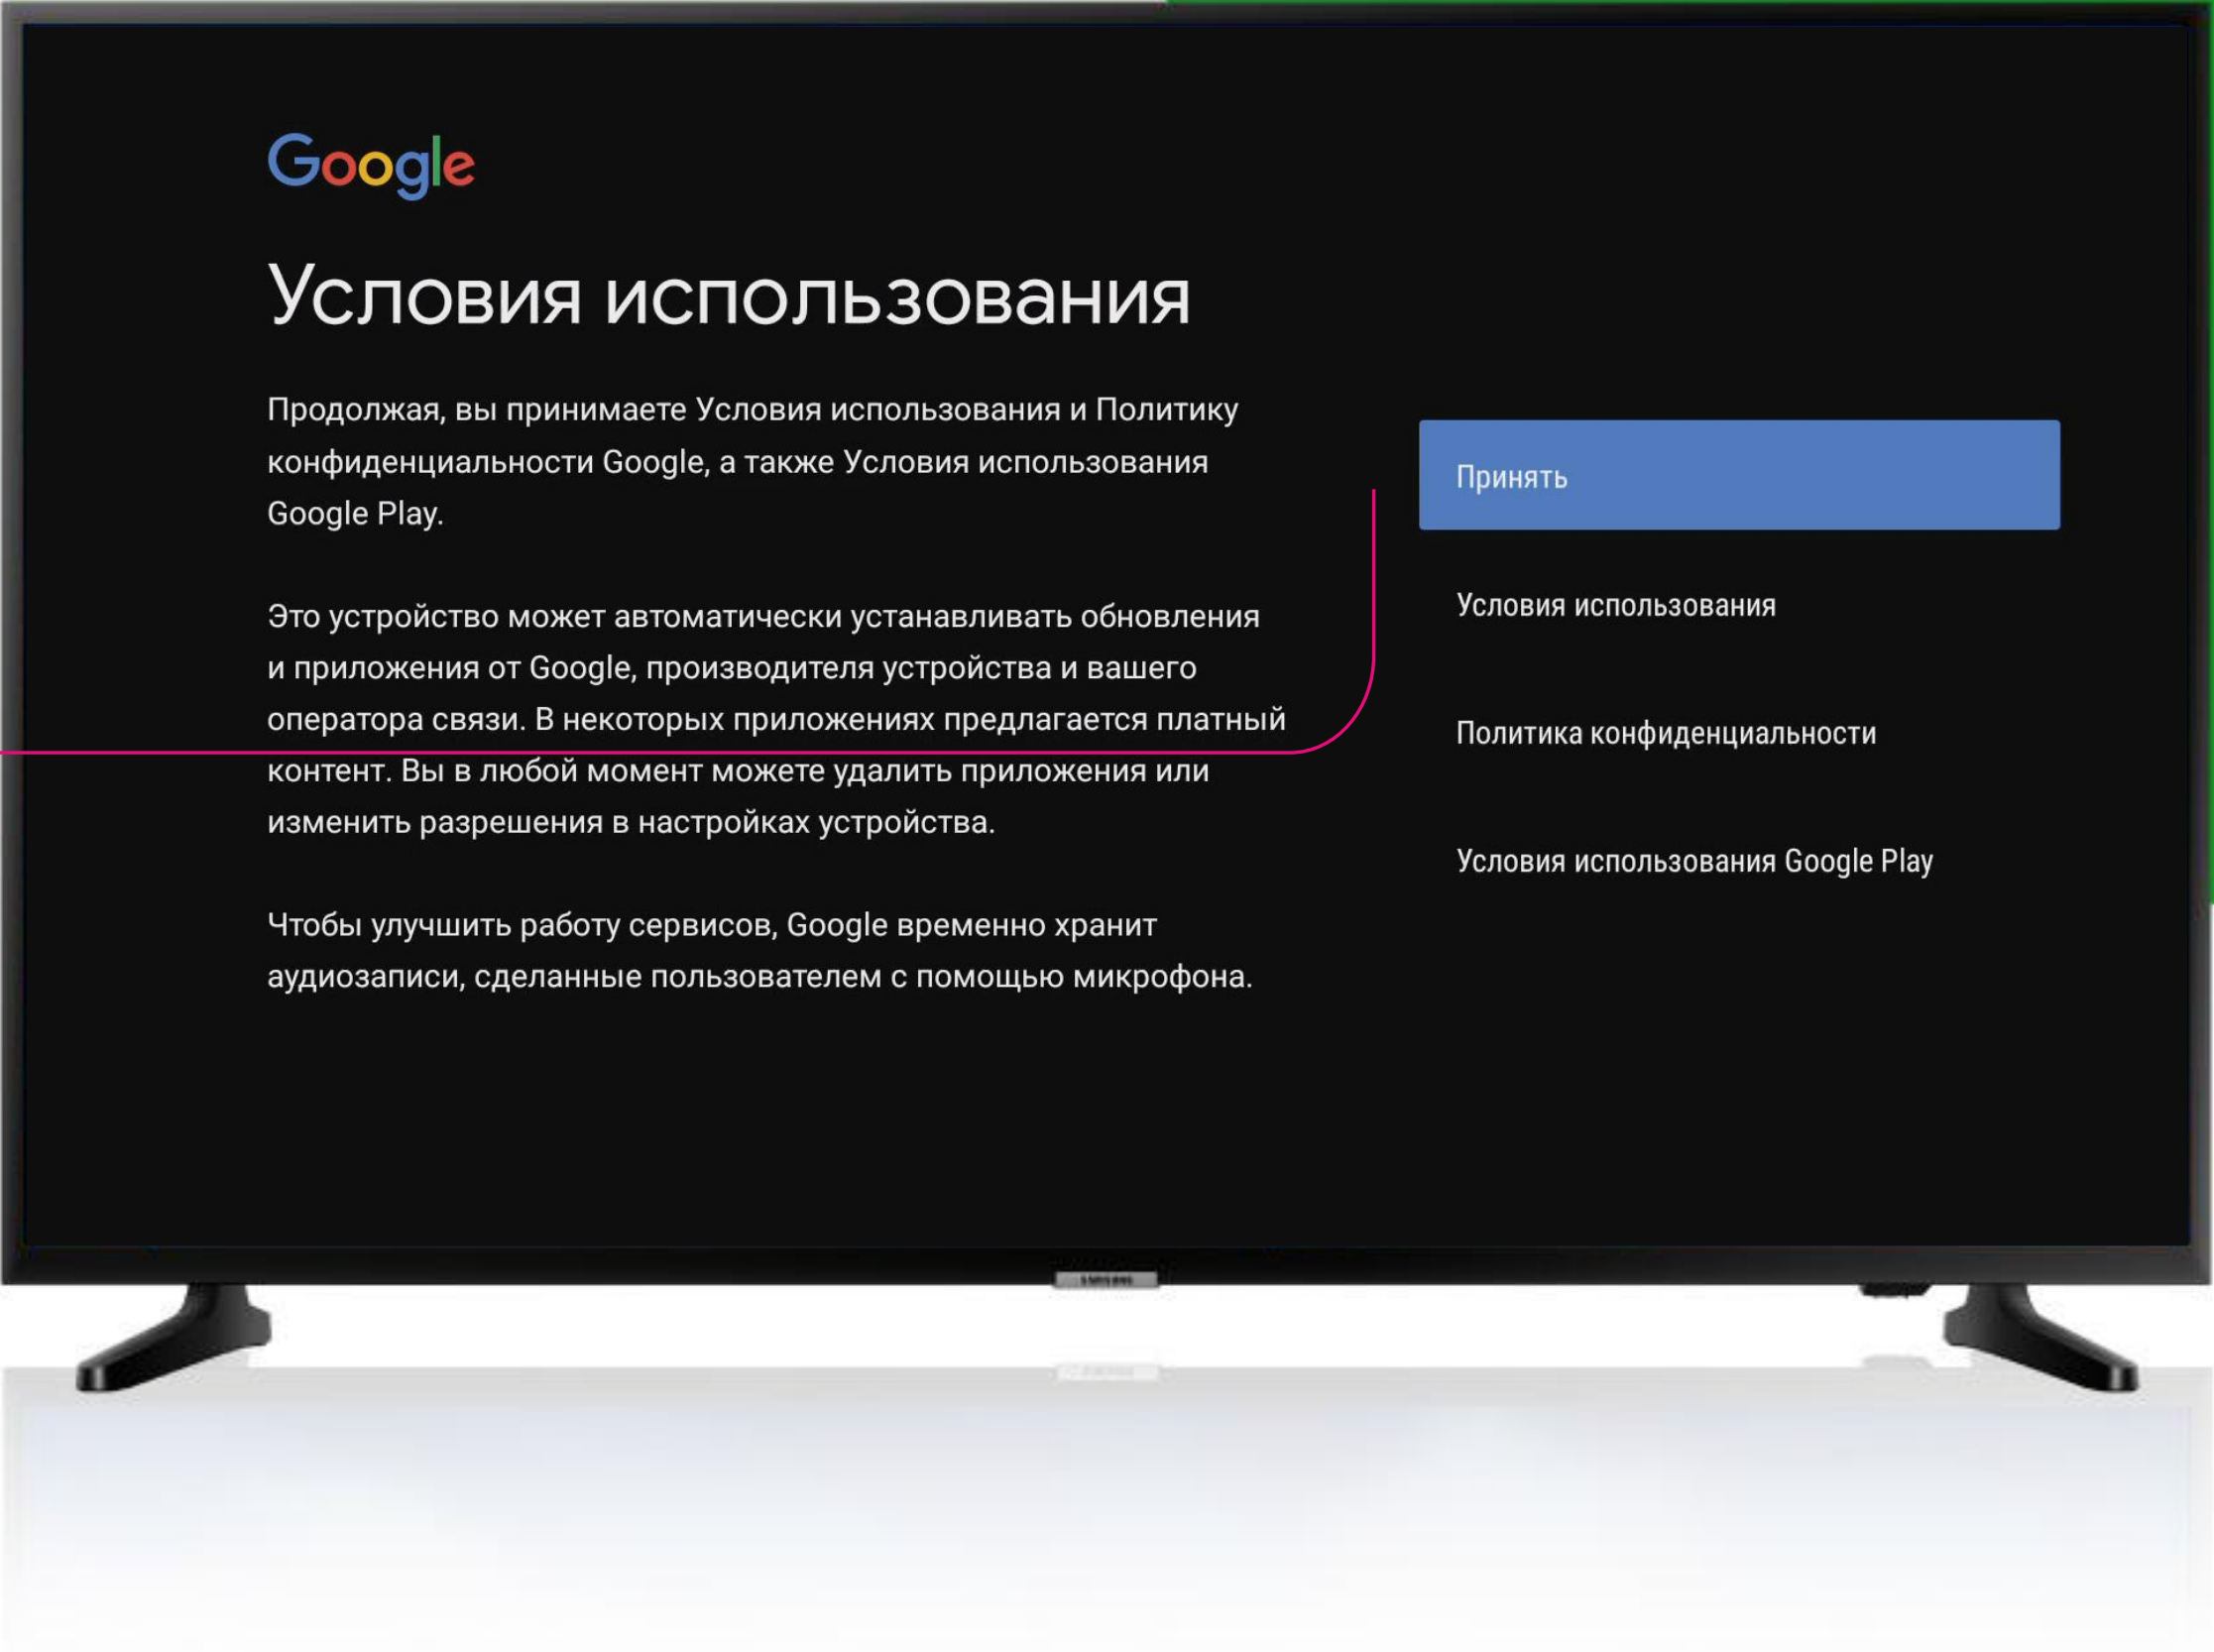 Google
Условия использования
Продолжая, вы принимаете Условия использования и Политику
конфиденциальности Google, а также Условия использования
Google Play.
Это устройство может автоматически устанавливать обновления
и приложения от Google, производителя устройства и вашего
оператора связи. В некоторых приложениях предлагается платный
контент. Вы в любой момент можете удалить приложения или
изменить разрешения в настройках устройства.
Чтобы улучшить работу сервисов, Google временно хранит
аудиозаписи, сделанные пользователем с помощью микрофона.
Принять
Условия использования
Политика конфиденциальности
Условия использования Google Play
SAMSUNG